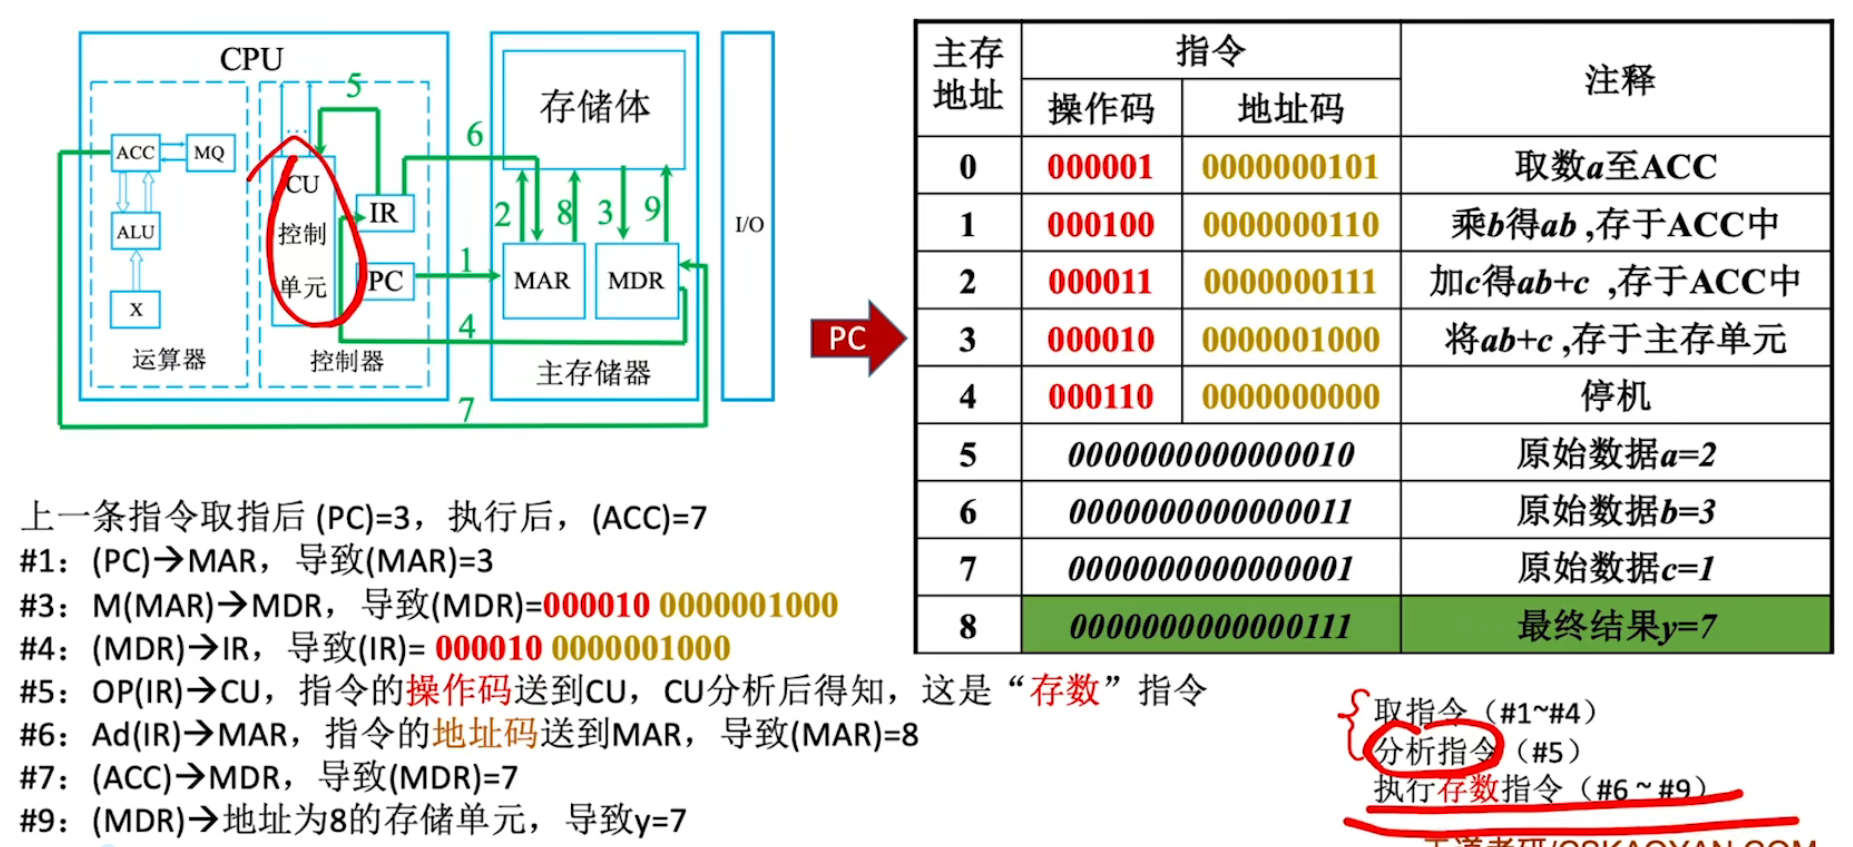 CPU
5
ACC
MQ
ALU
X
运算器
...
CU
控制
单元
IR
PC
控制器
6
1
4
7
存储体
2
8
3
9
MAR
MDR
主存储器
I/O
PC
主存地址 指令 注释
操作码 地址码
0 000001 0000000101 取数a至ACC
1 000100 0000000110 乘b得ab ,存于ACC中
2 000011 0000000111 加c得ab+c ,存于ACC中
3 000010 0000001000 将ab+c ,存于主存单元
4 000110 0000000000 停机
5 0000000000000010 原始数据a=2
6 0000000000000011 原始数据b=3
7 0000000000000001 原始数据c=1
8 0000000000000111 最终结果y=7
上一条指令取指后 (PC)=3，执行后，(ACC)=7
#1：(PC)→MAR，导致(MAR)=3
#3：M(MAR)→MDR，导致(MDR)=000010 0000001000
#4：(MDR)→IR，导致(IR)= 000010 0000001000
#5：OP(IR)→CU，指令的操作码送到CU，CU分析后得知，这是“存数”指令
#6：Ad(IR)→MAR，指令的地址码送到MAR，导致(MAR)=8
#7：(ACC)→MDR，导致(MDR)=7
#9：(MDR)→地址为8的存储单元，导致y=7
取指令（#1~#4）
分析指令（#5）
执行存数指令（#6 ~ #9）
王道考研/CSKAOYAN.COM